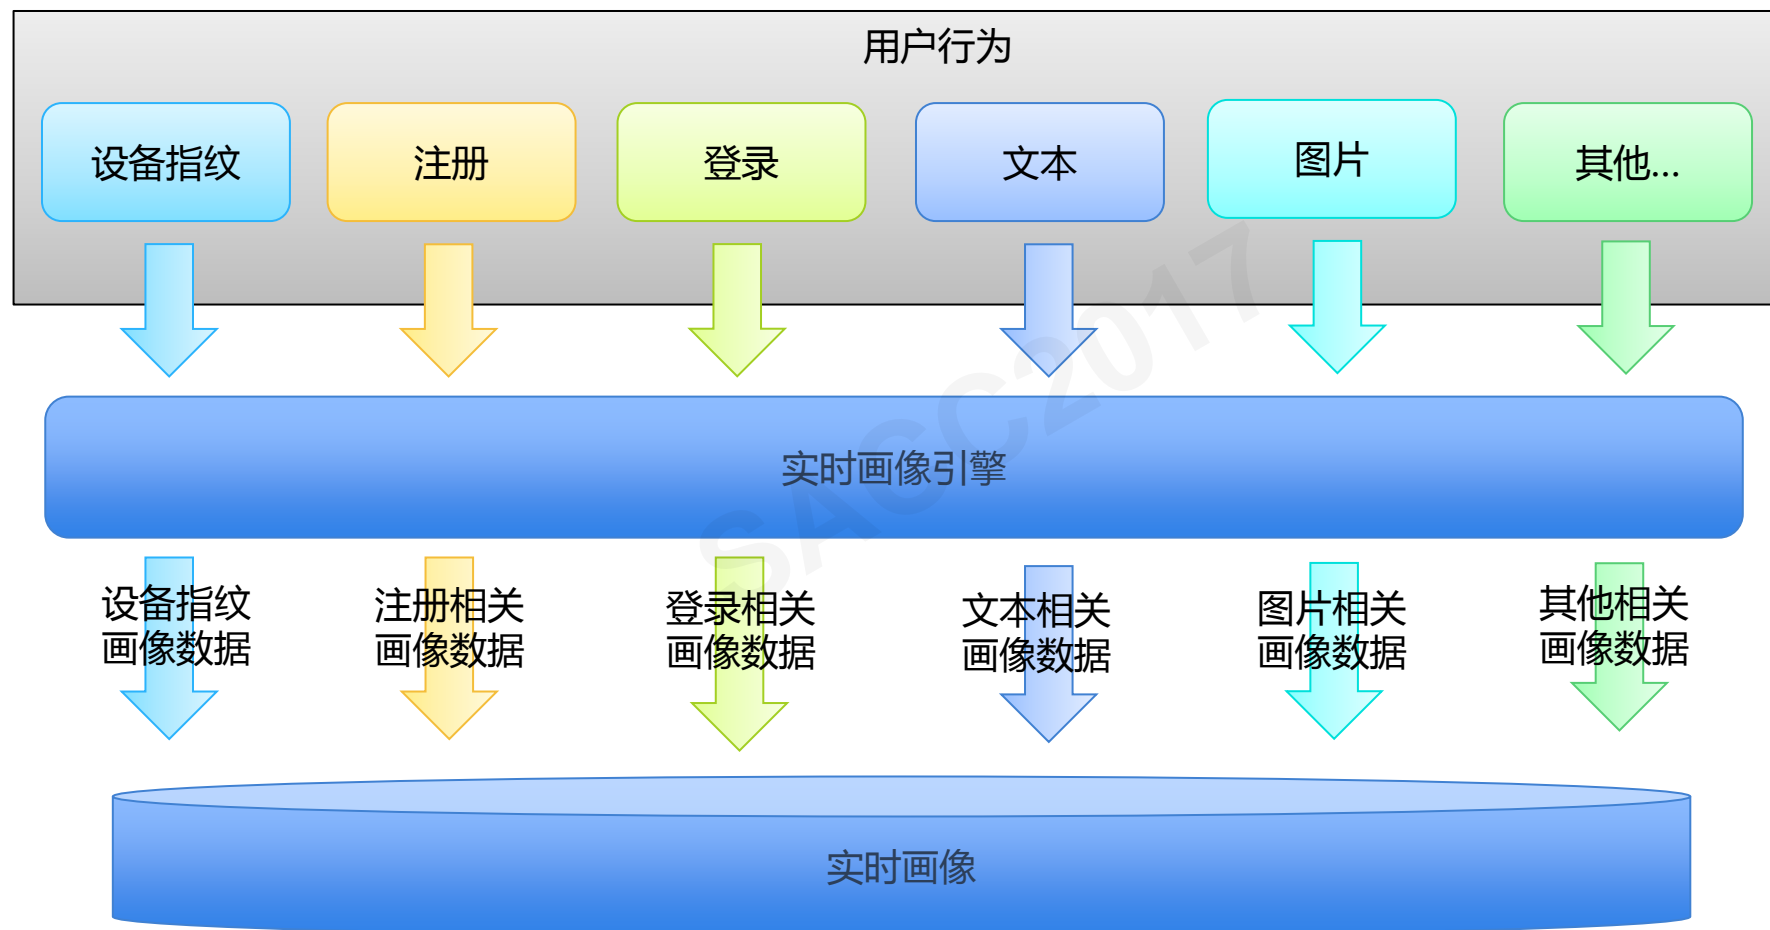 用户行为
设备指纹
注册
登录
文本
图片
其他...
实时画像引擎
设备指纹
画像数据
注册相关
画像数据
登录相关
画像数据
文本相关
画像数据
图片相关
画像数据
其他相关
画像数据
实时画像
SACC2017